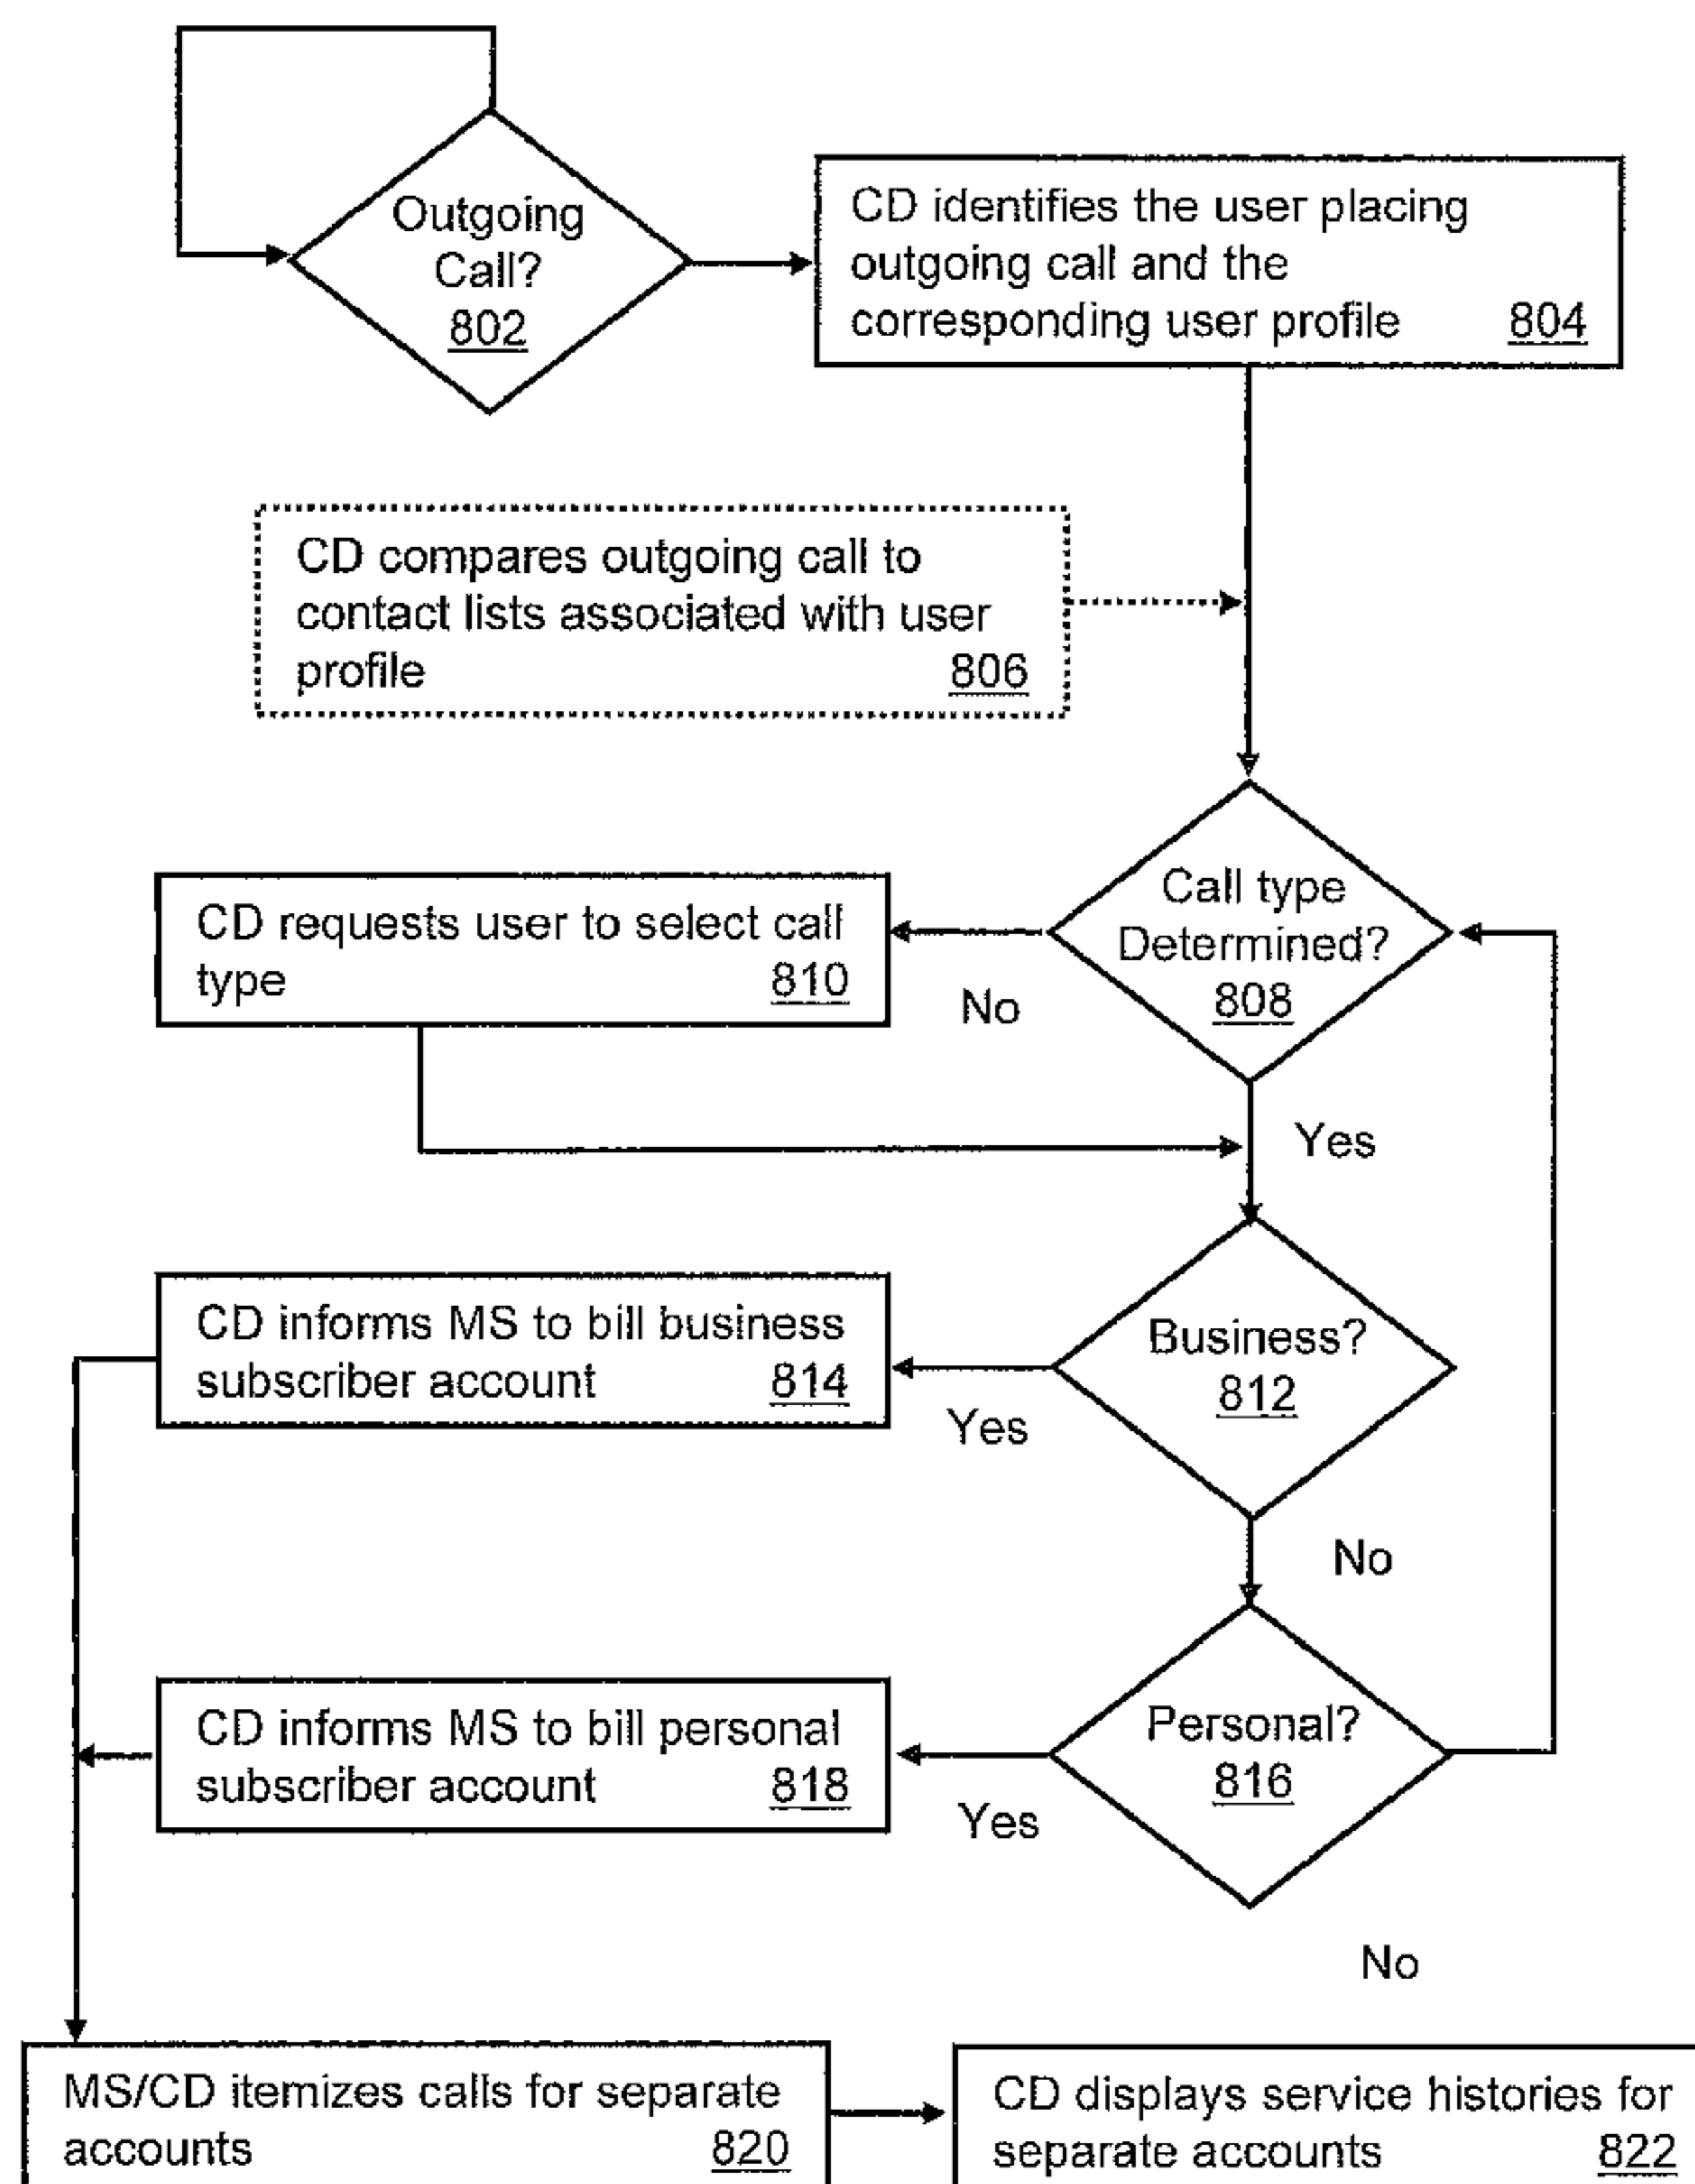 Outgoing
Call?
802
CD identifies the user placing
outgoing call and the
corresponding user profile 804
CD compares outgoing call to
contact lists associated with user
profile 806
Call type
Determined?
808
CD requests user to select call
type 810
No
Yes
Business?
812
CD informs MS to bill business
subscriber account 814
Yes
No
Personal?
816
CD informs MS to bill personal
subscriber account 818
Yes
No
MS/CD itemizes calls for separate
accounts 820
CD displays service histories for
separate accounts 822